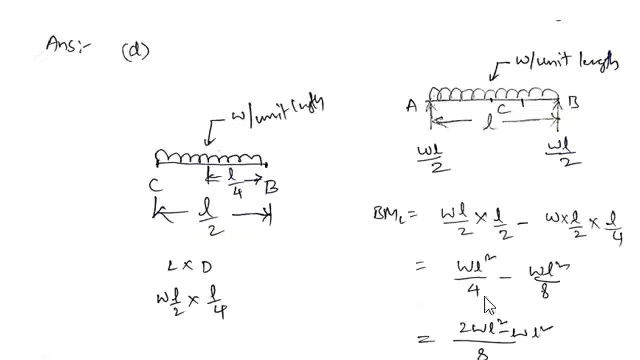 Ans:- (d)
w/unit length
A C B
l
wl/2 wl/2
w/unit length
l/4
C B
l/2
L x D
wl/2 x l/4
BMc = wl/2 x l/2 - w x l/2 x l/4
= wl²/4 - wl²/8
= 2wl² - wl²/8